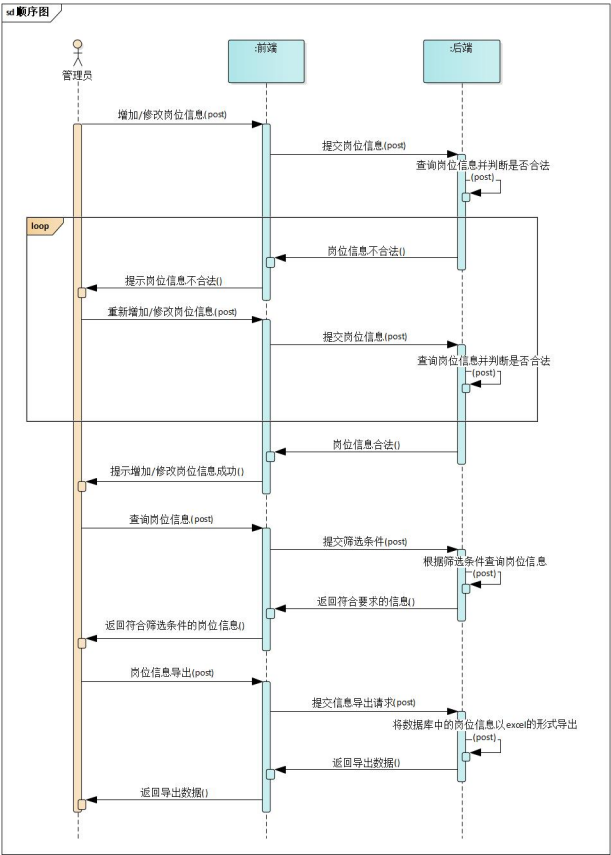 sd 顺序图
管理员
:前端
:后端
增加/修改岗位信息(post)
提交岗位信息(post)
查询岗位信息并判断是否合法
(post)
loop
岗位信息不合法()
提示岗位信息不合法()
重新增加/修改岗位信息(post)
提交岗位信息(post)
查询岗位信息并判断是否合法
(post)
岗位信息合法()
提示增加/修改岗位信息成功()
查询岗位信息(post)
提交筛选条件(post)
根据筛选条件查询岗位信息
(post)
返回符合要求的信息()
返回符合筛选条件的岗位信息()
岗位信息导出(post)
提交信息导出请求(post)
将数据库中的岗位信息以excel的形式导出
(post)
返回导出数据()
返回导出数据()